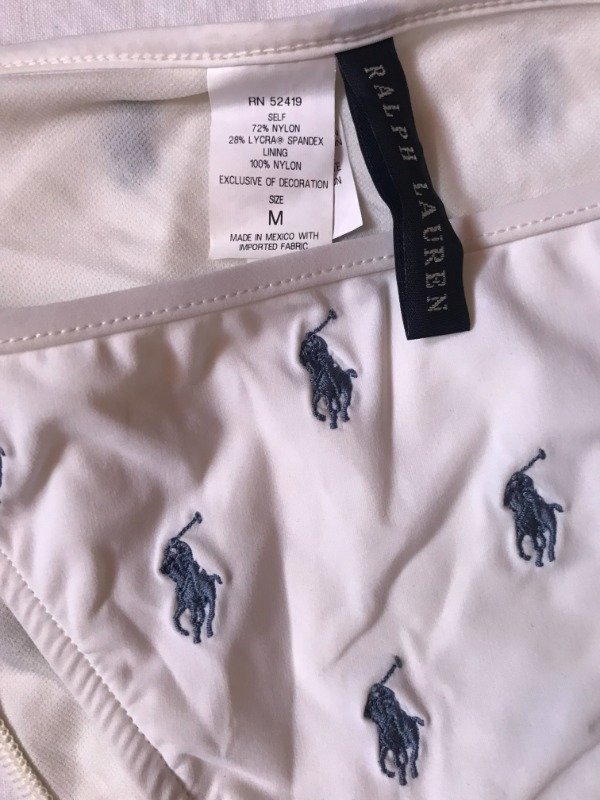 RN 52419
SELF
72% NYLON
28% LYCRA® SPANDEX
LINING
100% NYLON
EXCLUSIVE OF DECORATION
SIZE
M
MADE IN MEXICO WITH
IMPORTED FABRIC
RALPH LAUREN